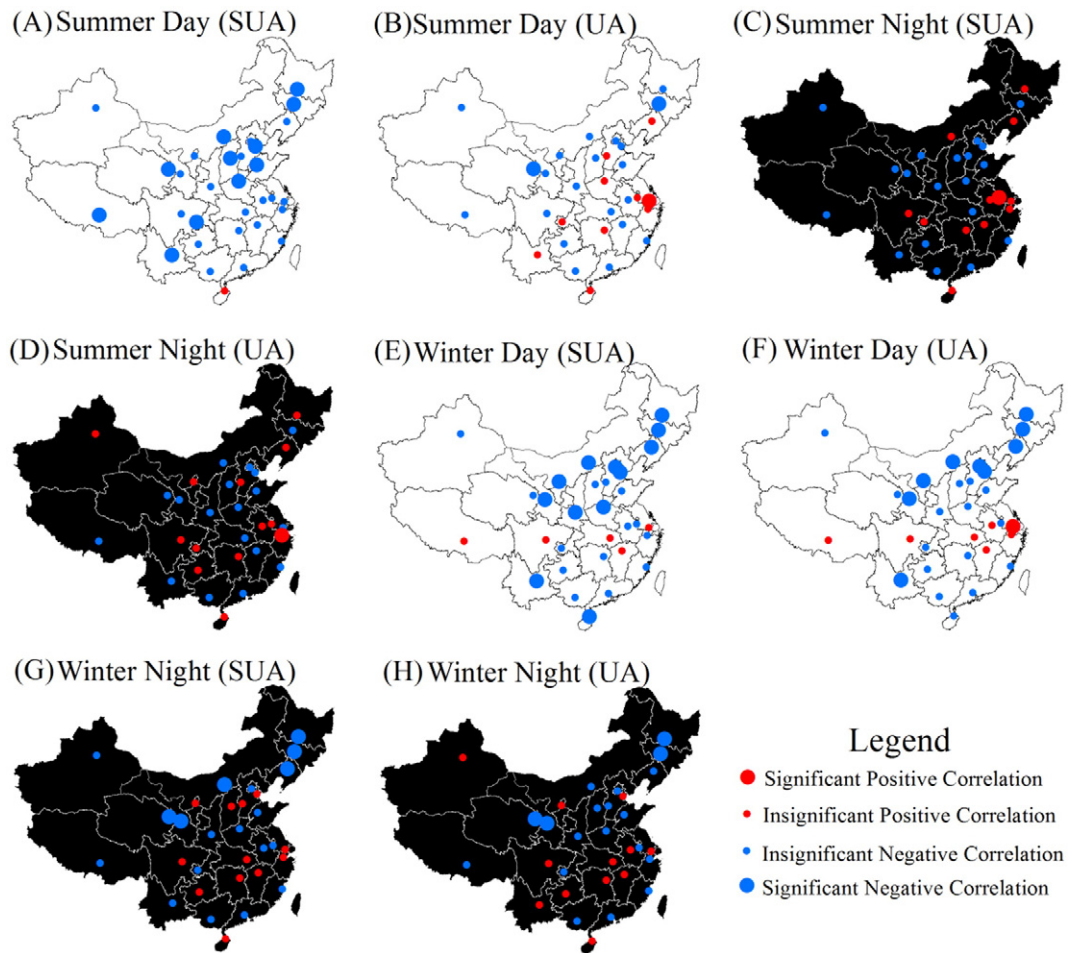 (A) Summer Day (SUA)
(B) Summer Day (UA)
(C) Summer Night (SUA)
(D) Summer Night (UA)
(E) Winter Day (SUA)
(F) Winter Day (UA)
(G) Winter Night (SUA)
(H) Winter Night (UA)
Legend
Significant Positive Correlation
Insignificant Positive Correlation
Insignificant Negative Correlation
Significant Negative Correlation